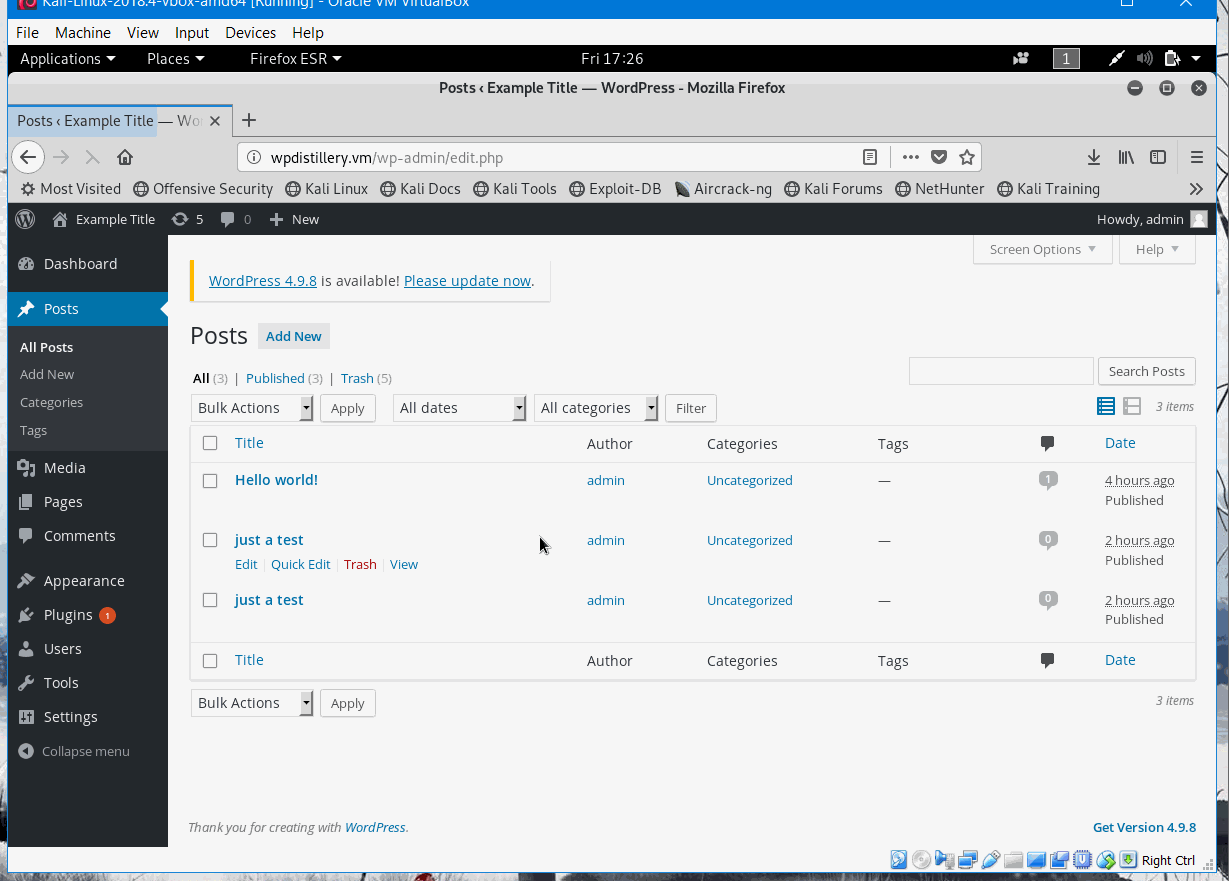 Kali-Linux-2018.4-vbox-amd64 [Running] - Oracle VM VirtualBox
File Machine View Input Devices Help
Applications Places Firefox ESR Fri 17:26 1
Posts ‹ Example Title — WordPress - Mozilla Firefox
Posts ‹ Example Title — Wo
wpdistillery.vm/wp-admin/edit.php
Most Visited Offensive Security Kali Linux Kali Docs Kali Tools Exploit-DB Aircrack-ng Kali Forums NetHunter Kali Training
Example Title 5 0 New Howdy, admin
Screen Options Help
Dashboard
Posts
All Posts
Add New
Categories
Tags
Media
Pages
Comments
Appearance
Plugins 1
Users
Tools
Settings
Collapse menu
WordPress 4.9.8 is available! Please update now.
Posts Add New
All (3) | Published (3) | Trash (5)
Search Posts
Bulk Actions Apply All dates All categories Filter 3 items
Title Author Categories Tags Date
Hello world! admin Uncategorized — 1 4 hours ago
Published
just a test admin Uncategorized — 0 2 hours ago
Edit | Quick Edit | Trash | View Published
just a test admin Uncategorized — 0 2 hours ago
Published
Title Author Categories Tags Date
Bulk Actions Apply 3 items
Thank you for creating with WordPress. Get Version 4.9.8
Right Ctrl